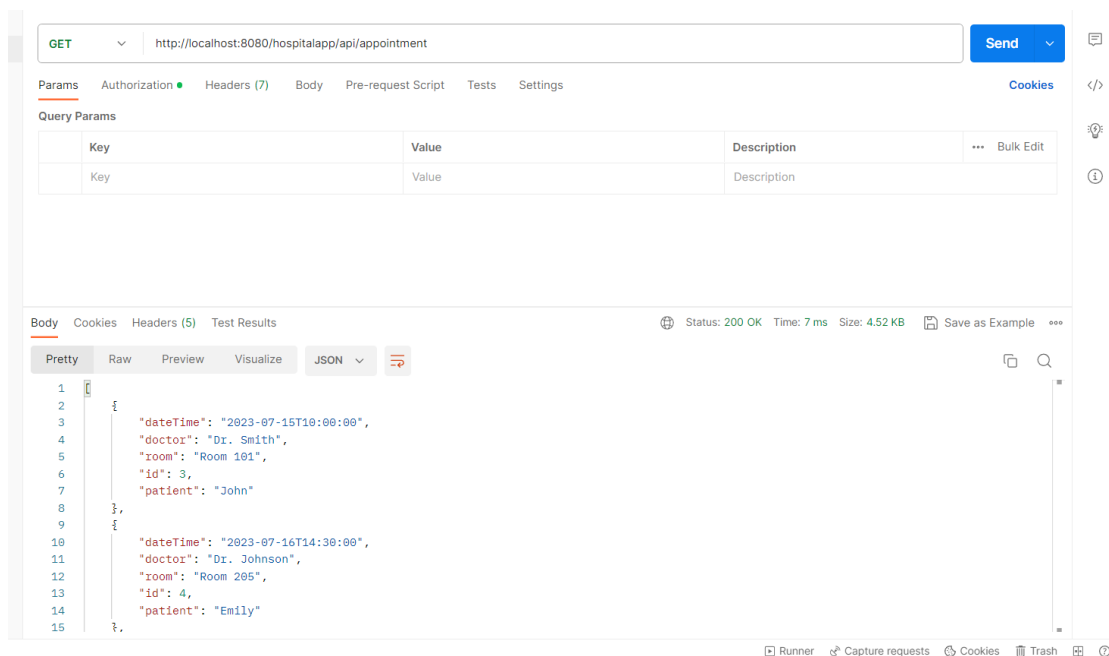 GET http://localhost:8080/hospitalapp/api/appointment Send
Params Authorization Headers (7) Body Pre-request Script Tests Settings Cookies
Query Params
Key Value Description ••• Bulk Edit
Key Value Description
Body Cookies Headers (5) Test Results Status: 200 OK Time: 7 ms Size: 4.52 KB Save as Example
Pretty Raw Preview Visualize JSON
1 [
2 {
3 "dateTime": "2023-07-15T10:00:00",
4 "doctor": "Dr. Smith",
5 "room": "Room 101",
6 "id": 3,
7 "patient": "John"
8 },
9 {
10 "dateTime": "2023-07-16T14:30:00",
11 "doctor": "Dr. Johnson",
12 "room": "Room 205",
13 "id": 4,
14 "patient": "Emily"
15 },
Runner Capture requests Cookies Trash